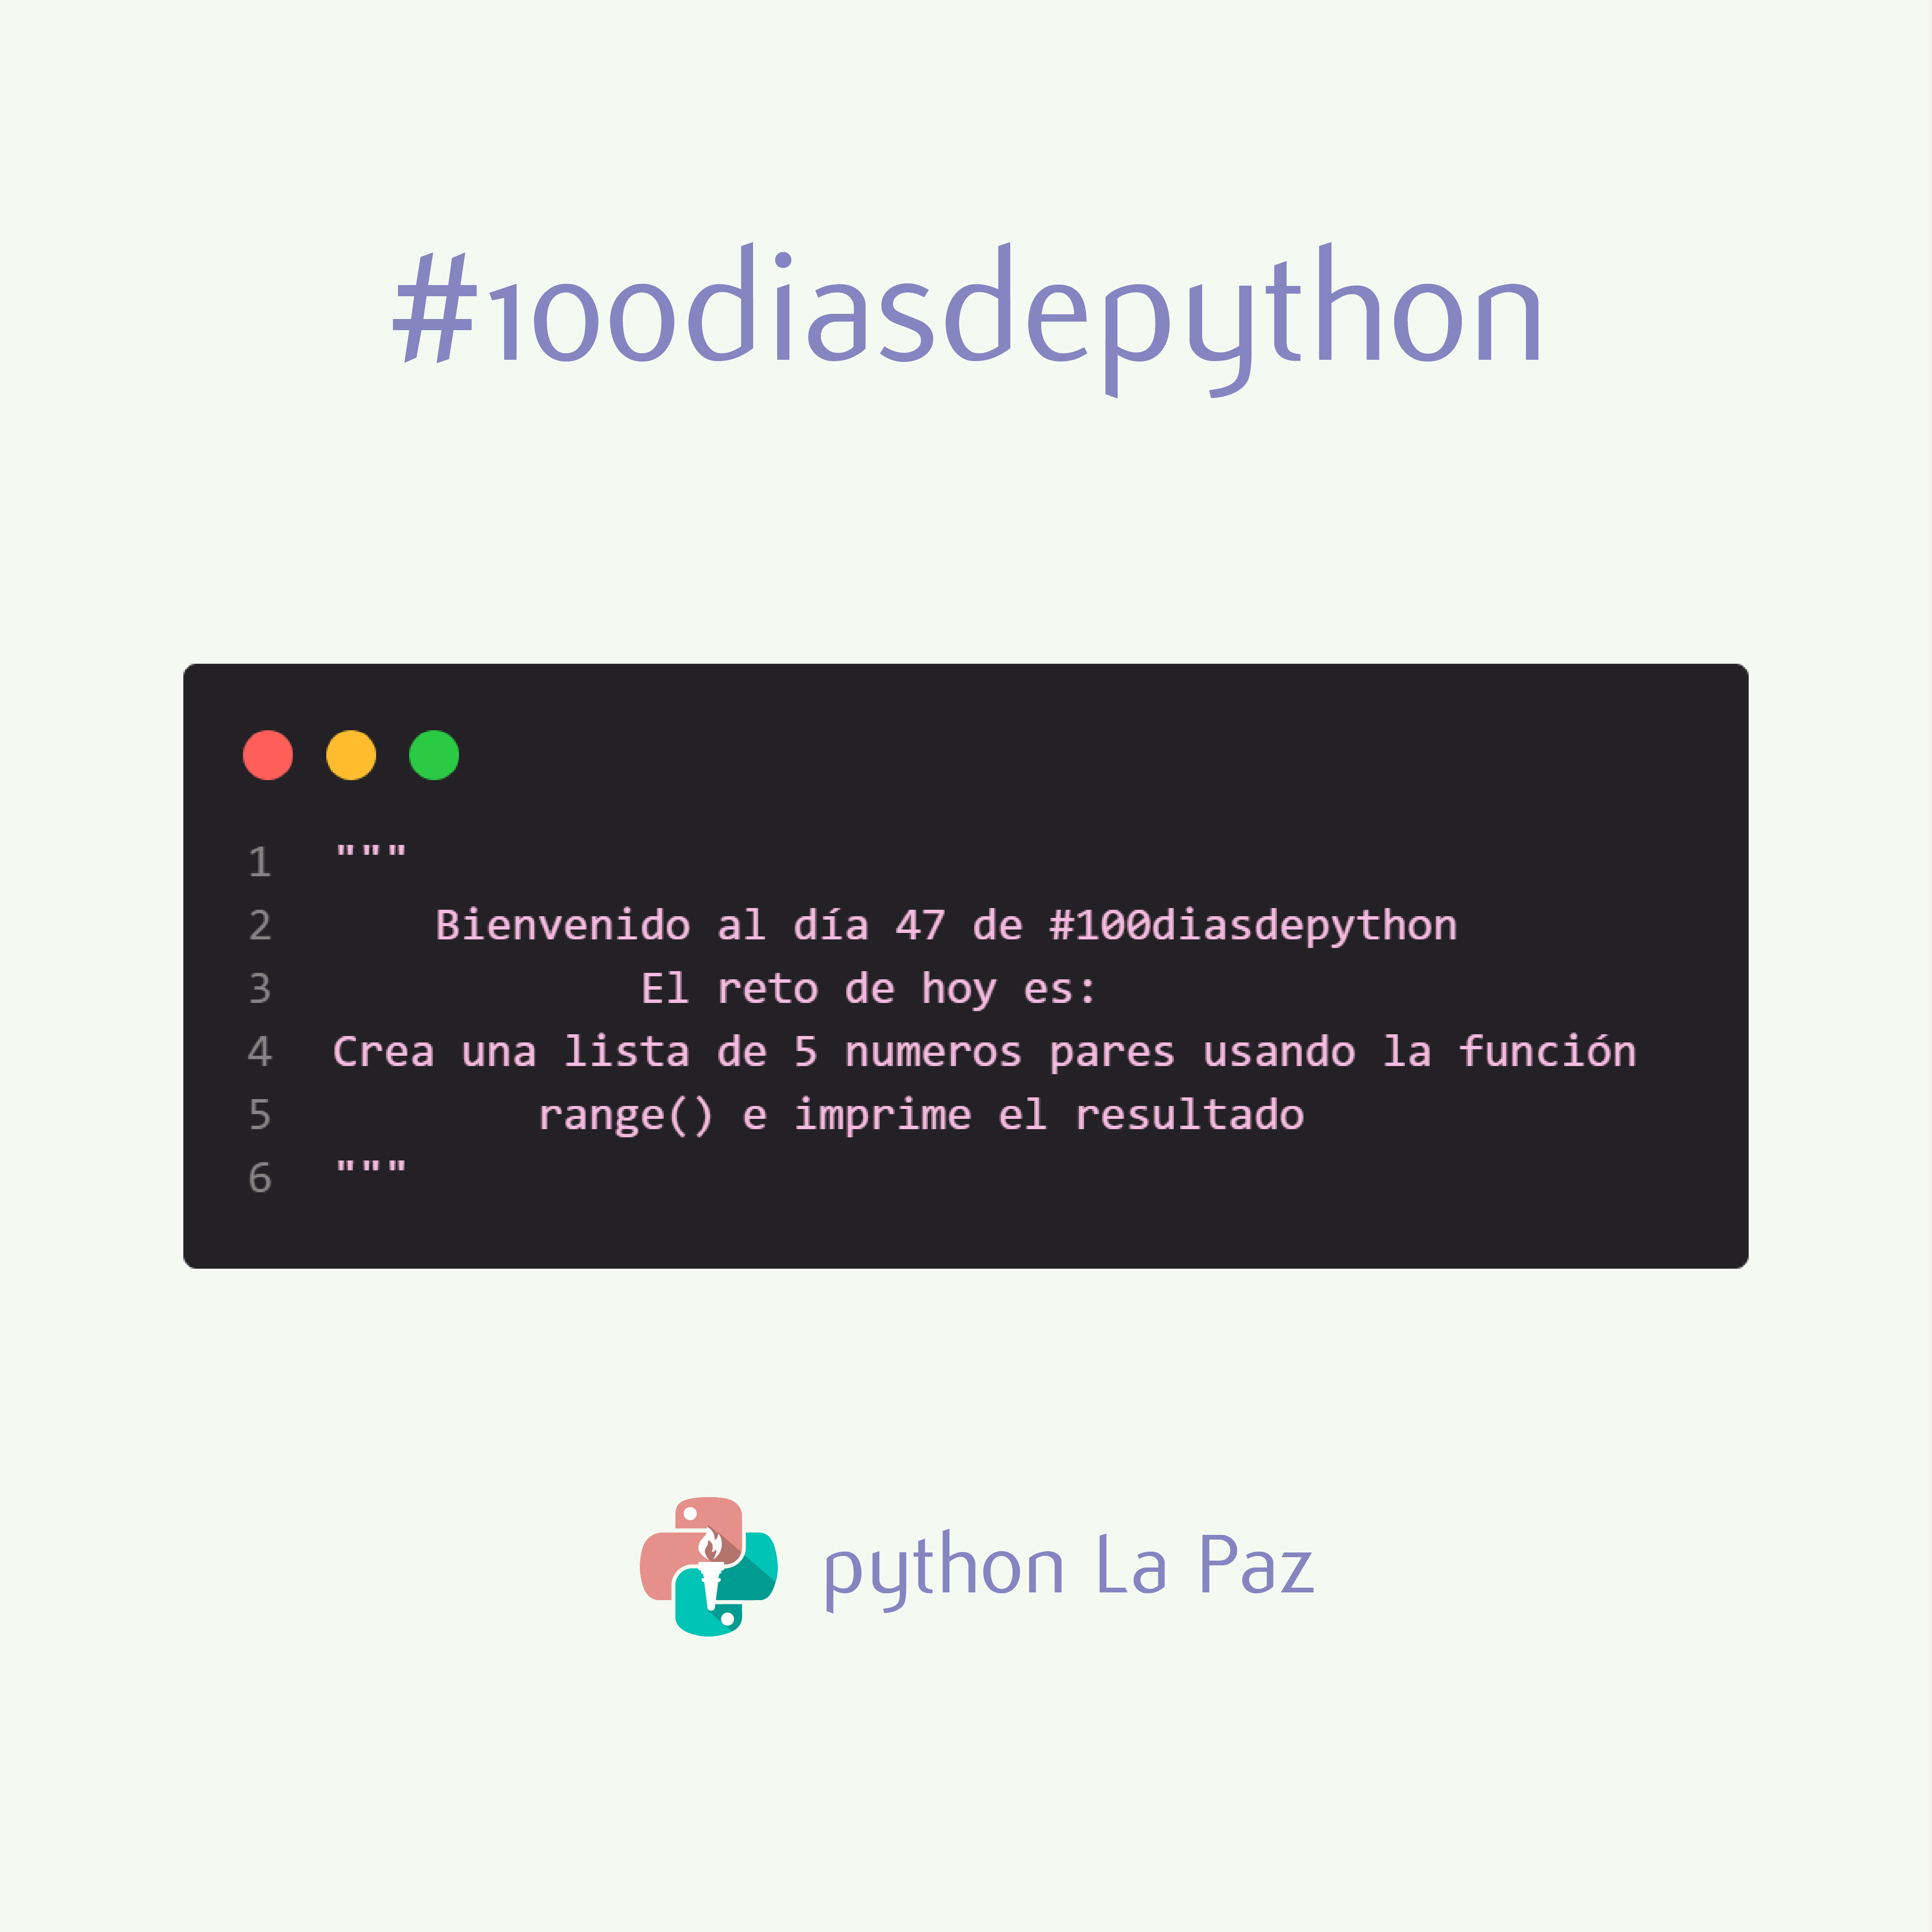 #100diasdepython
1 """
2 Bienvenido al día 47 de #100diasdepython
3 El reto de hoy es:
4 Crea una lista de 5 numeros pares usando la función
5 range() e imprime el resultado
6 """
python La Paz